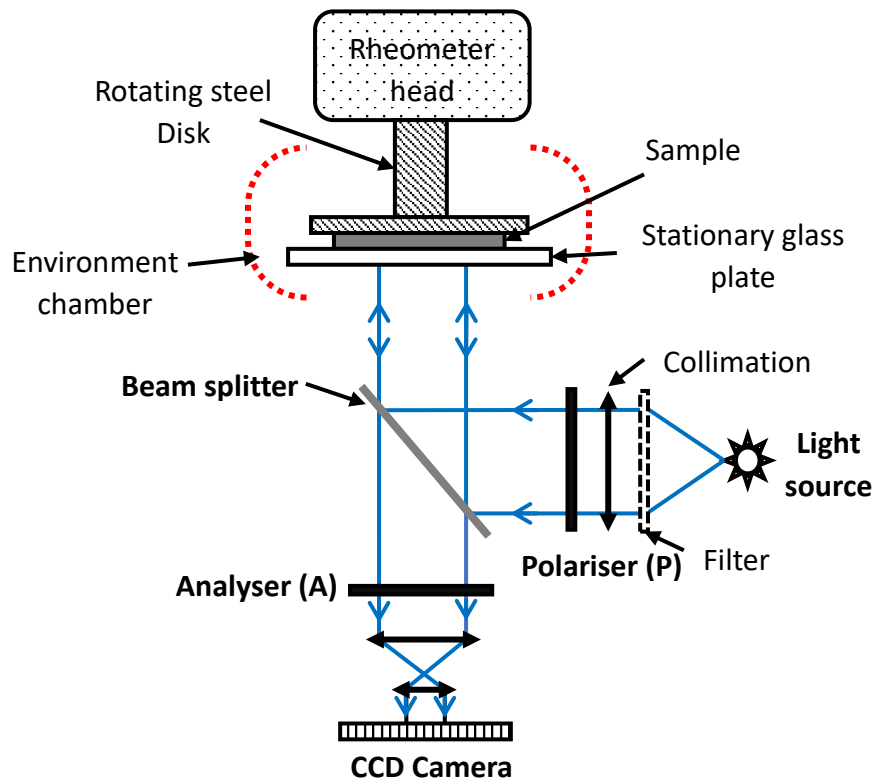 Rheometer
head
Rotating steel
Disk
Sample
Stationary glass
plate
Environment
chamber
Collimation
Beam splitter
Light
source
Filter
Polariser (P)
Analyser (A)
CCD Camera